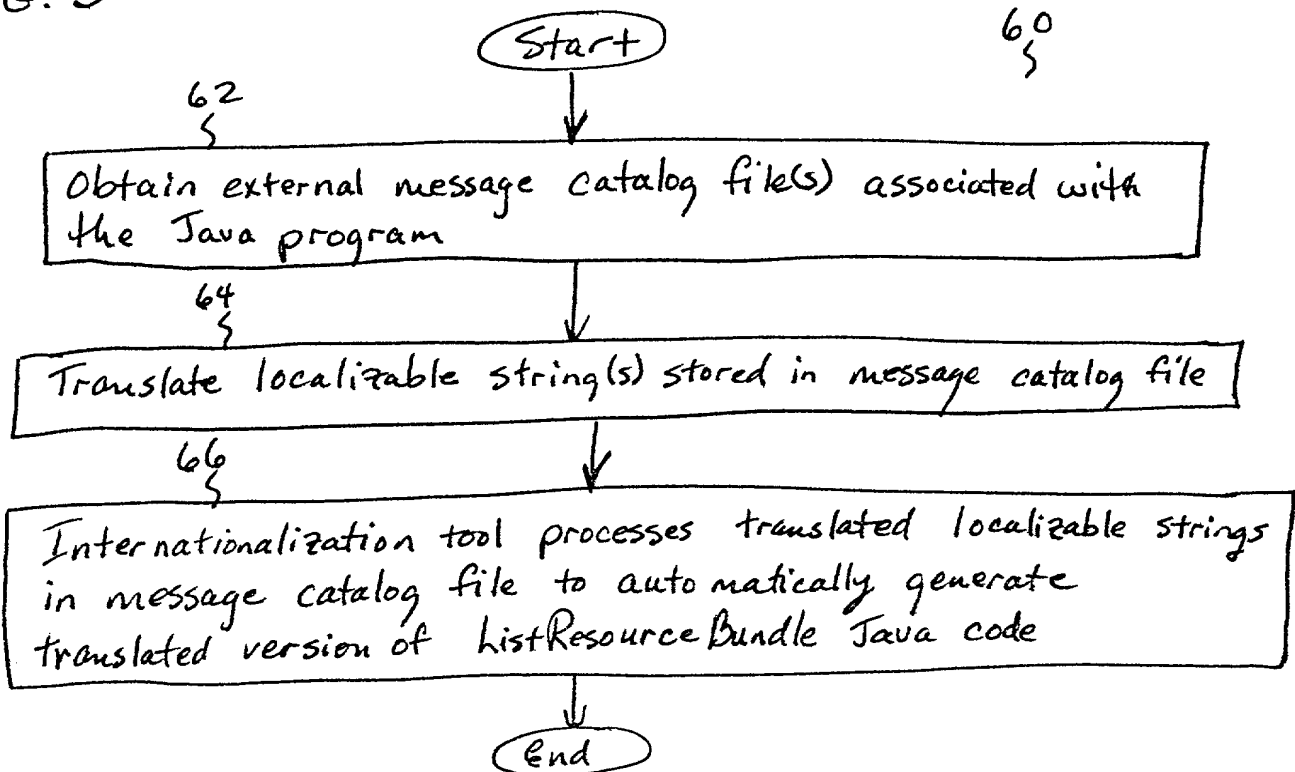 G. 3
60
Start
62
Obtain external message catalog file(s) associated with
the Java program
64
Translate localizable string(s) stored in message catalog file
66
Internationalization tool processes translated localizable strings
in message catalog file to automatically generate
translated version of ListResourceBundle Java code
End